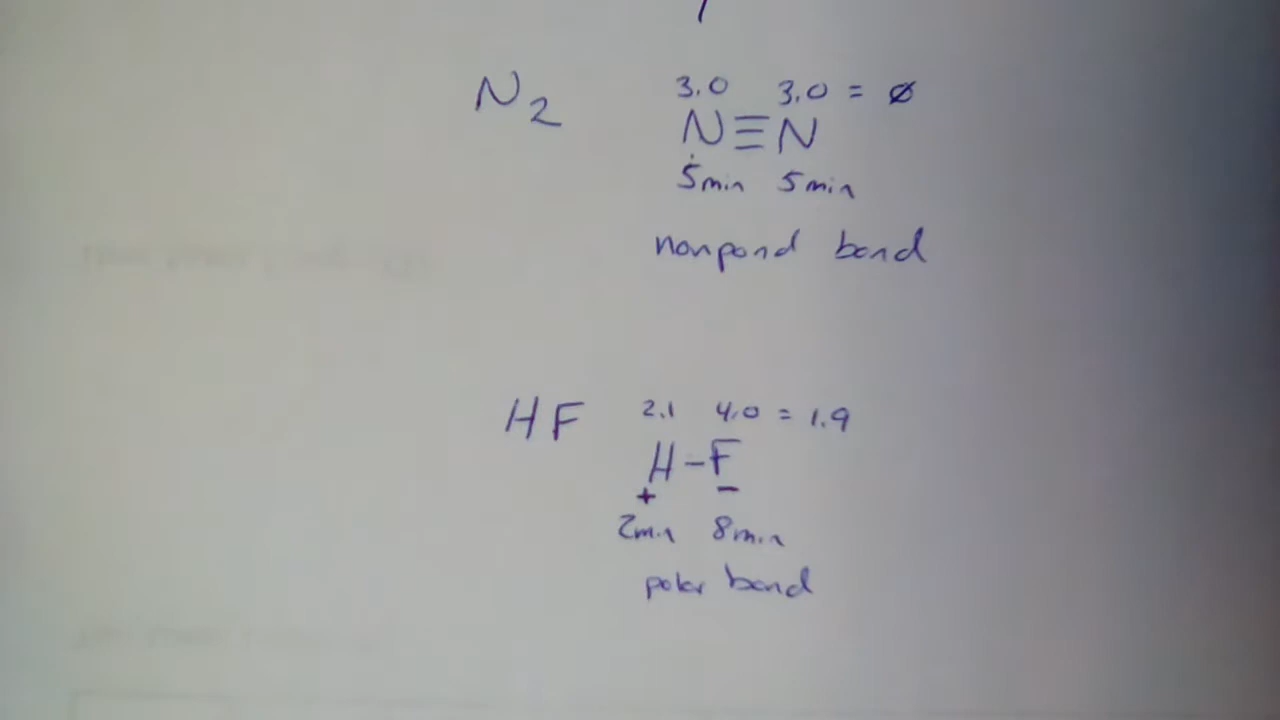 N2
3.0 3.0 = ∅
N≡N
5min 5min
nonpond bond
HF
2.1 4.0 = 1.9
H-F
+ -
2min 8min
polar bond